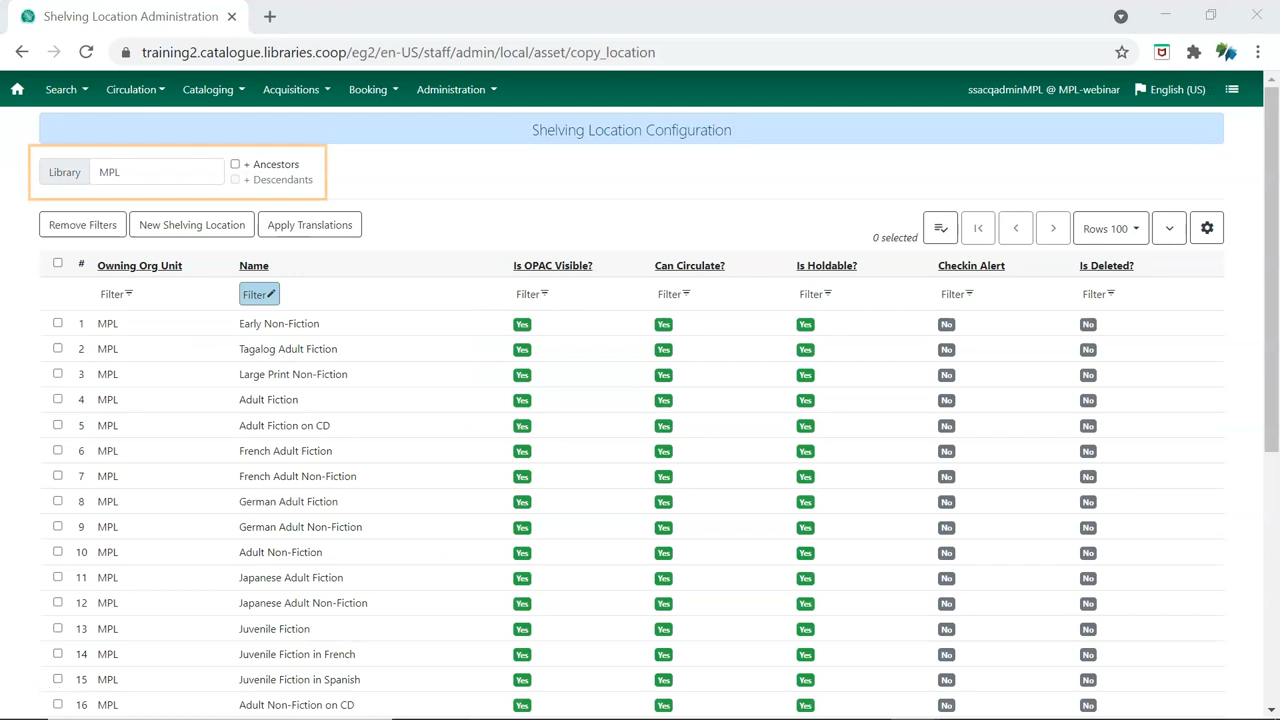 Shelving Location Administration
training2.catalogue.libraries.coop/eg2/en-US/staff/admin/local/asset/copy_location
Search Circulation Cataloging Acquisitions Booking Administration ssacqadminMPL @ MPL-webinar English (US)
Shelving Location Configuration
Library MPL + Ancestors
+ Descendants
Remove Filters New Shelving Location Apply Translations 0 selected Rows 100
# Owning Org Unit Name Is OPAC Visible? Can Circulate? Is Holdable? Checkin Alert Is Deleted?
Filter Filter Filter Filter Filter Filter Filter
1 MPL Early Non-Fiction Yes Yes Yes No No
2 MPL Tagalog Adult Fiction Yes Yes Yes No No
3 MPL Large Print Non-Fiction Yes Yes Yes No No
4 MPL Adult Fiction Yes Yes Yes No No
5 MPL Adult Fiction on CD Yes Yes Yes No No
6 MPL French Adult Fiction Yes Yes Yes No No
7 MPL French Adult Non-Fiction Yes Yes Yes No No
8 MPL German Adult Fiction Yes Yes Yes No No
9 MPL German Adult Non-Fiction Yes Yes Yes No No
10 MPL Adult Non-Fiction Yes Yes Yes No No
11 MPL Japanese Adult Fiction Yes Yes Yes No No
12 MPL Japanese Adult Non-Fiction Yes Yes Yes No No
13 MPL Juvenile Fiction Yes Yes Yes No No
14 MPL Juvenile Fiction in French Yes Yes Yes No No
15 MPL Juvenile Fiction in Spanish Yes Yes Yes No No
16 MPL Adult Non-Fiction on CD Yes Yes Yes No No